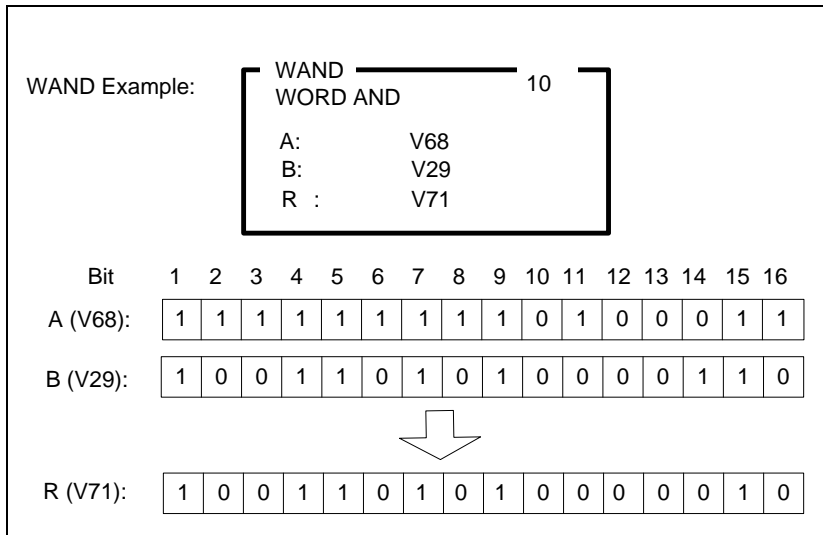 WAND Example:
WAND 10
WORD AND
A: V68
B: V29
R : V71
Bit 1 2 3 4 5 6 7 8 9 10 11 12 13 14 15 16
A (V68): 1 1 1 1 1 1 1 1 1 0 1 0 0 0 1 1
B (V29): 1 0 0 1 1 0 1 0 1 0 0 0 0 1 1 0
R (V71): 1 0 0 1 1 0 1 0 1 0 0 0 0 0 1 0